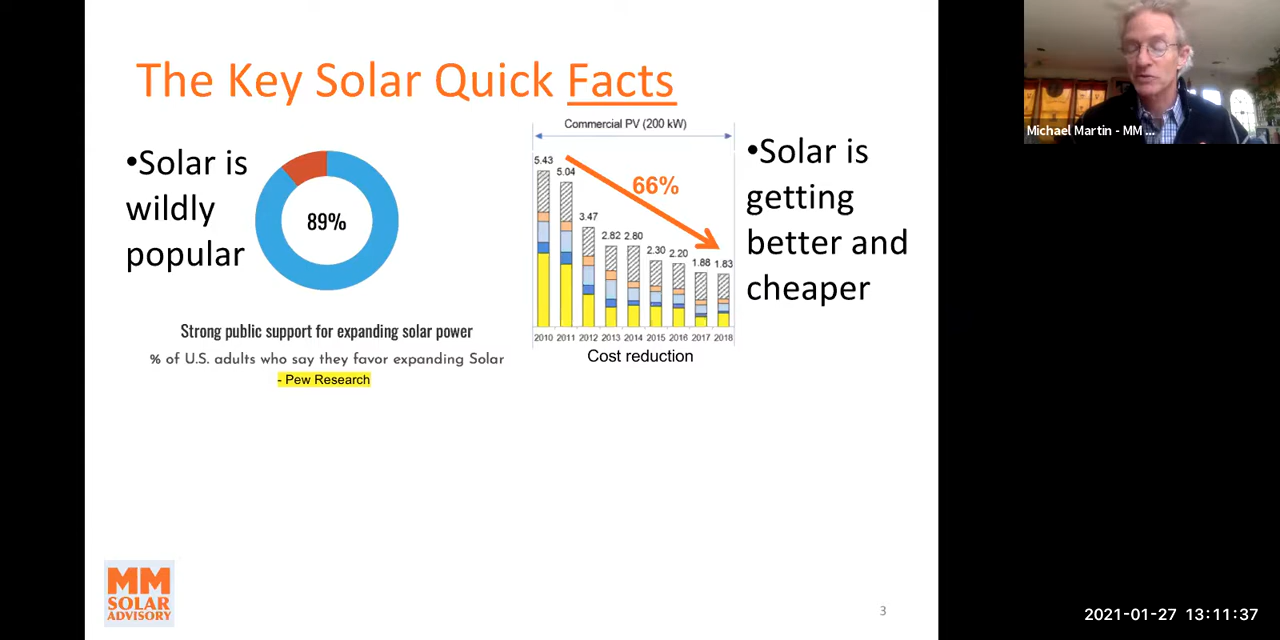 The Key Solar Quick Facts
•Solar is
wildly
popular
89%
Strong public support for expanding solar power
% of U.S. adults who say they favor expanding Solar
- Pew Research
Commercial PV (200 kW)
66%
5.43
5.04
3.47
2.82
2.80
2.30
2.20
1.88
1.83
2010 2011 2012 2013 2014 2015 2016 2017 2018
Cost reduction
•Solar is
getting
better and
cheaper
Michael Martin - MM ...
MM
SOLAR
ADVISORY
3
2021-01-27 13:11:37